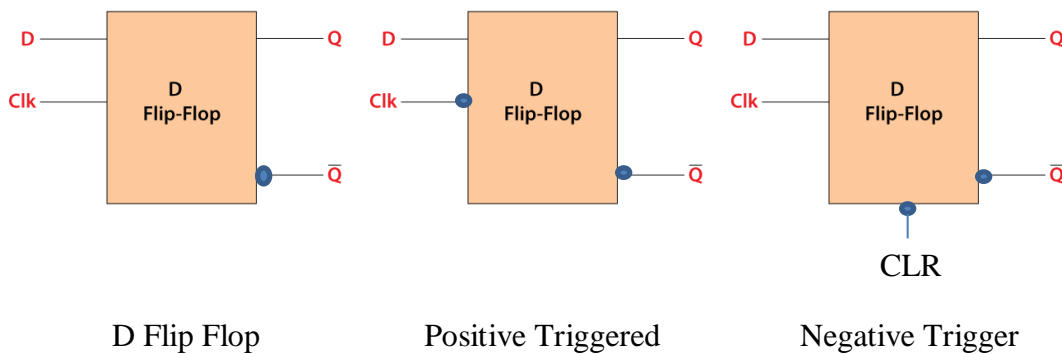 D
Clk
D
Flip-Flop
Q
Q̅
D
Clk
D
Flip-Flop
Q
Q̅
D
Clk
D
Flip-Flop
Q
Q̅
CLR
D Flip Flop
Positive Triggered
Negative Trigger